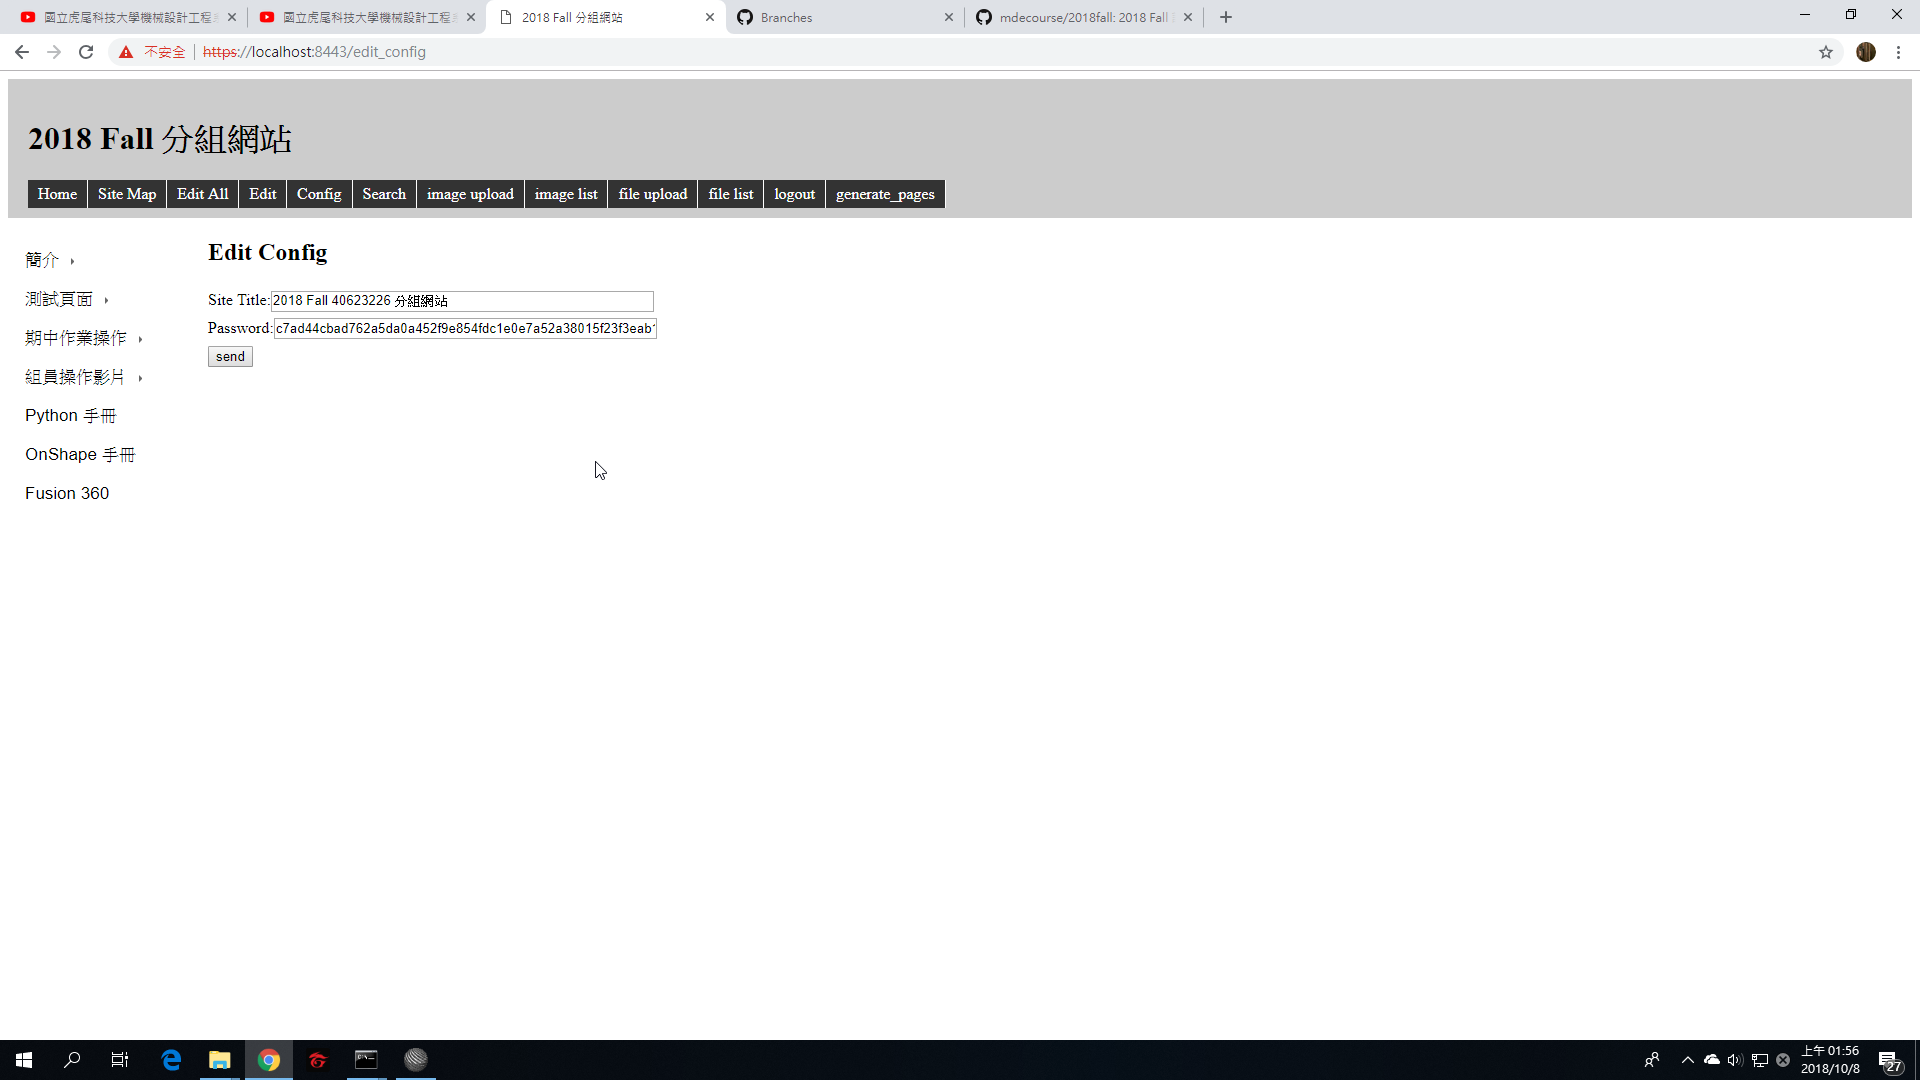 國立虎尾科技大學機械設計工程
國立虎尾科技大學機械設計工程
2018 Fall 分組網站
Branches
mdecourse/2018fall: 2018 Fall
不安全
https://localhost:8443/edit_config
2018 Fall 分組網站
Home
Site Map
Edit All
Edit
Config
Search
image upload
image list
file upload
file list
logout
generate_pages
簡介
測試頁面
期中作業操作
組員操作影片
Python 手冊
OnShape 手冊
Fusion 360
Edit Config
Site Title:2018 Fall 40623226 分組網站
Password:c7ad44cbad762a5da0a452f9e854fdc1e0e7a52a38015f23f3eab1
send
上午 01:56
2018/10/8
27